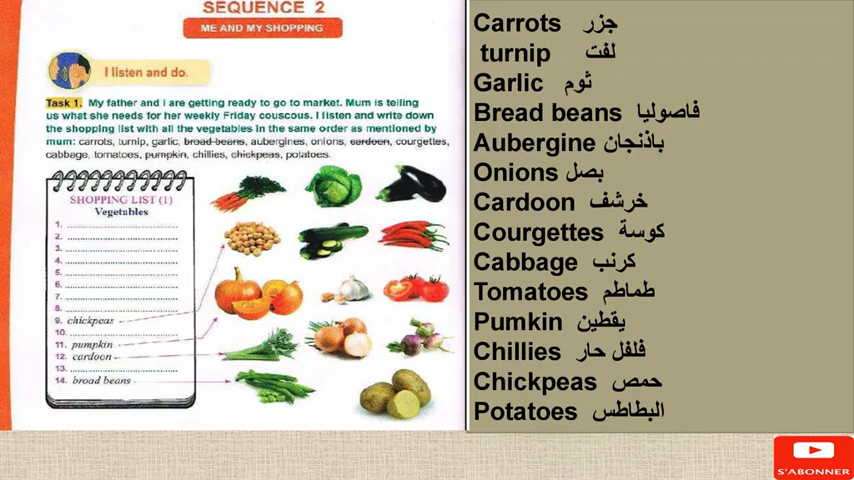 SEQUENCE 2
ME AND MY SHOPPING
I listen and do.
Task 1. My father and I are getting ready to go to market. Mum is telling
us what she needs for her weekly Friday couscous. I listen and write down
the shopping list with all the vegetables in the same order as mentioned by
mum: carrots, turnip, garlic, broad beans, aubergines, onions, cardoon, courgettes,
cabbage, tomatoes, pumpkin, chillies, chickpeas, potatoes.
SHOPPING LIST (1)
Vegetables
1.
2.
3.
4.
5.
6.
7.
8.
9. chickpeas
10.
11. pumpkin
12. cardoon
13.
14. broad beans
Carrots جزر
turnip لفت
Garlic ثوم
Bread beans فاصوليا
Aubergine باذنجان
Onions بصل
Cardoon خرشف
Courgettes كوسة
Cabbage كرنب
Tomatoes طماطم
Pumkin يقطين
Chillies فلفل حار
Chickpeas حمص
Potatoes البطاطس
S'ABONNER